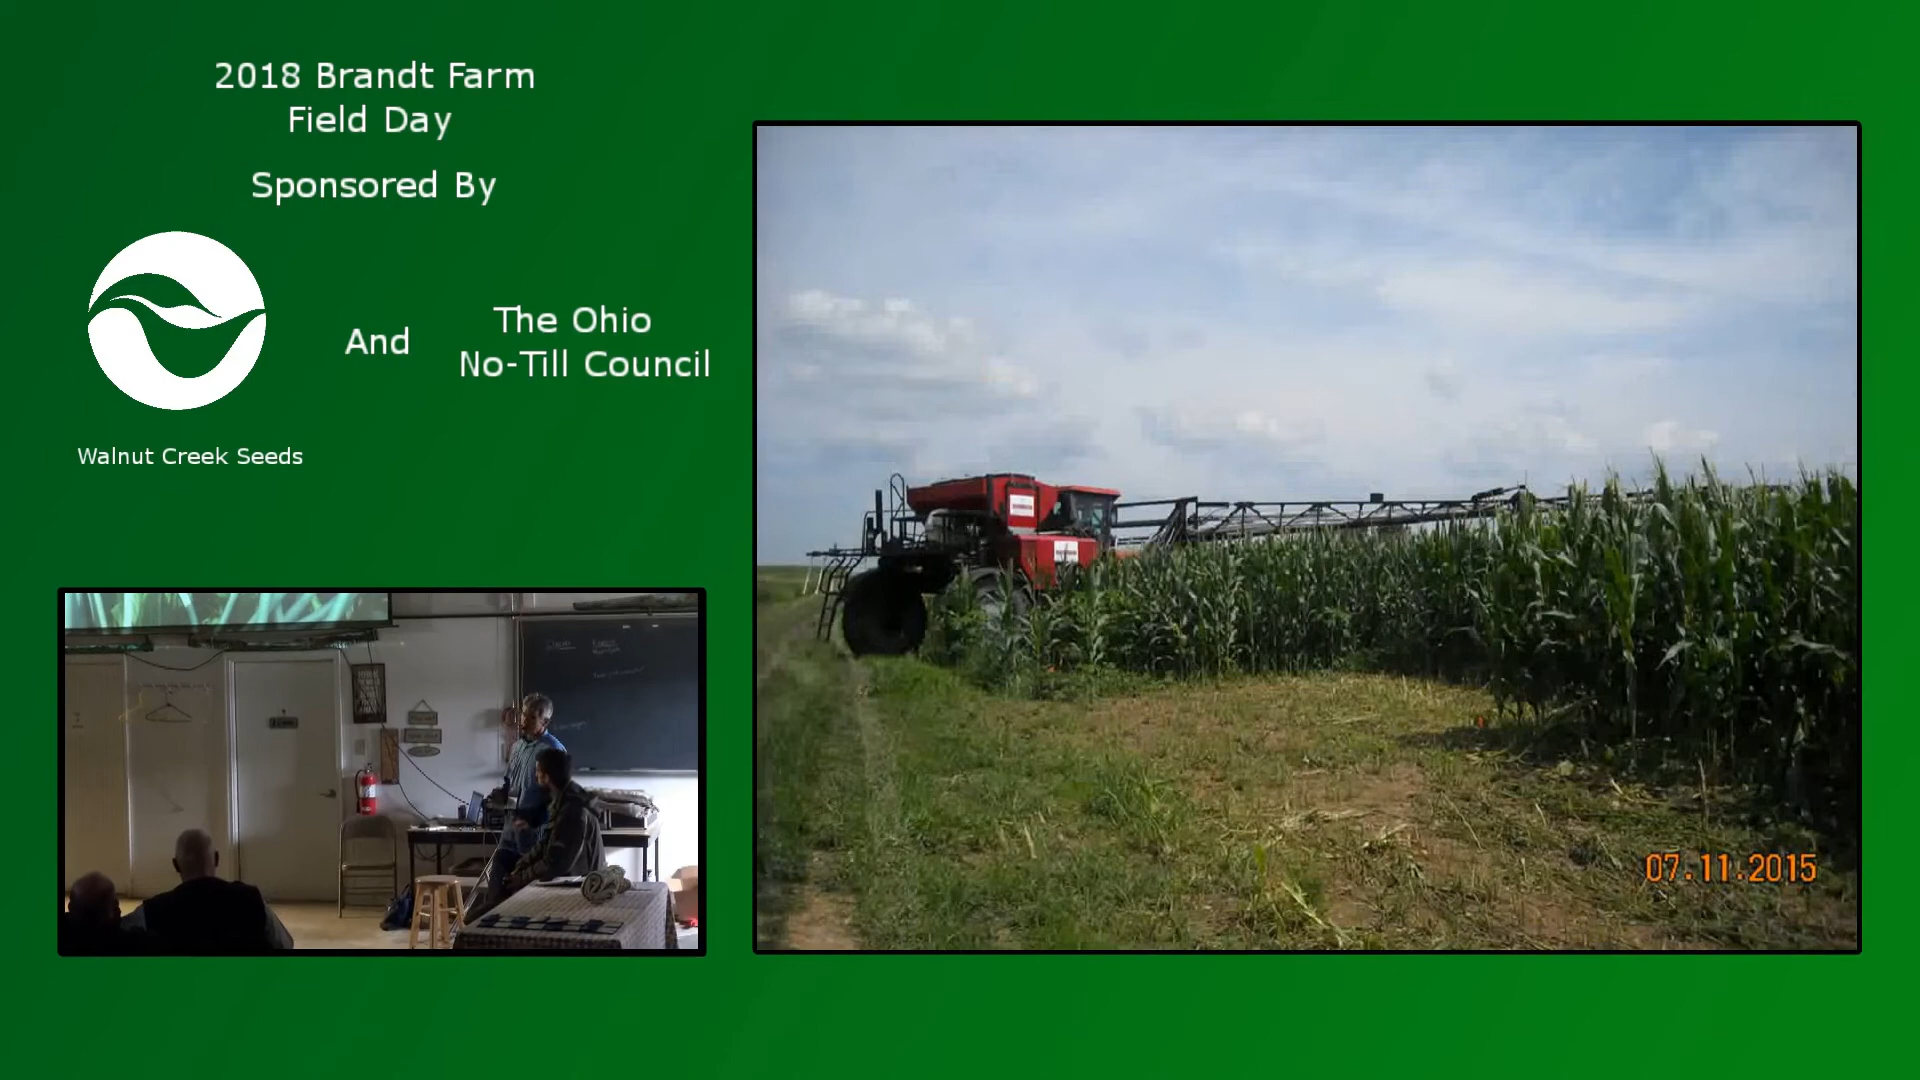 2018 Brandt Farm
Field Day
Sponsored By
And
The Ohio
No-Till Council
Walnut Creek Seeds
07.11.2015